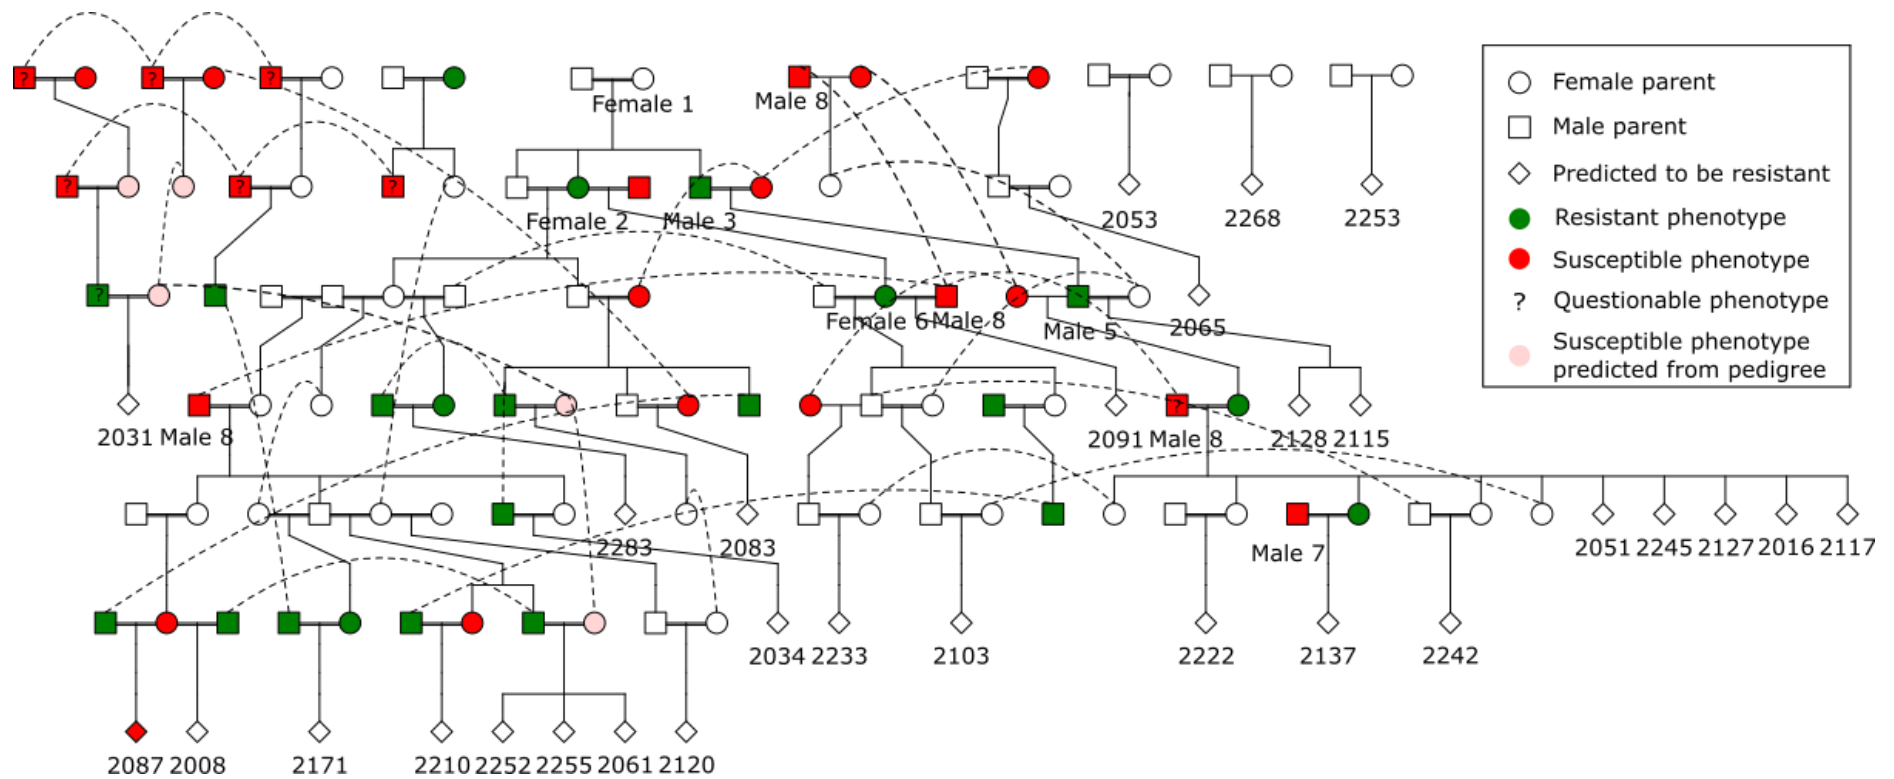 ? ? ?
Female 1
Male 8
Female parent
Male parent
Predicted to be resistant
Resistant phenotype
Susceptible phenotype
? Questionable phenotype
Susceptible phenotype
predicted from pedigree
? ? ?
Female 2 Male 3
2053 2268 2253
?
Female 6 Male 8 Male 5 2065
?
2031 Male 8 2091 Male 8 2128 2115
2283 2083 Male 7 2051 2245 2127 2016 2117
2034 2233 2103 2222 2137 2242
2087 2008 2171 2210 2252 2255 2061 2120